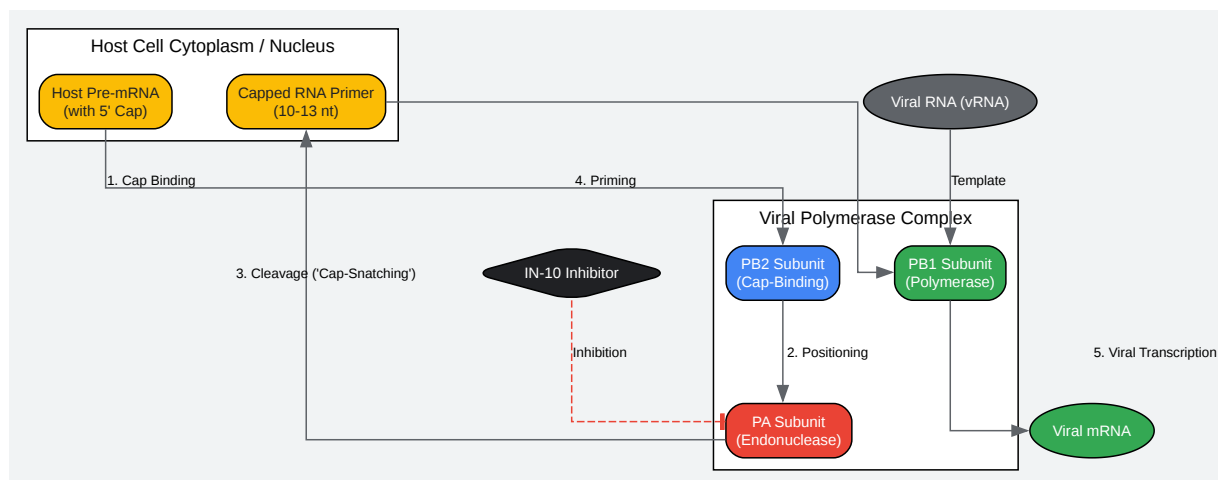 Host Cell Cytoplasm / Nucleus
Host Pre-mRNA
(with 5' Cap)
Capped RNA Primer
(10-13 nt)
Viral RNA (vRNA)
1. Cap Binding
4. Priming
Template
Viral Polymerase Complex
3. Cleavage ('Cap-Snatching')
IN-10 Inhibitor
PB2 Subunit
(Cap-Binding)
PB1 Subunit
(Polymerase)
Inhibition
2. Positioning
5. Viral Transcription
PA Subunit
(Endonuclease)
Viral mRNA